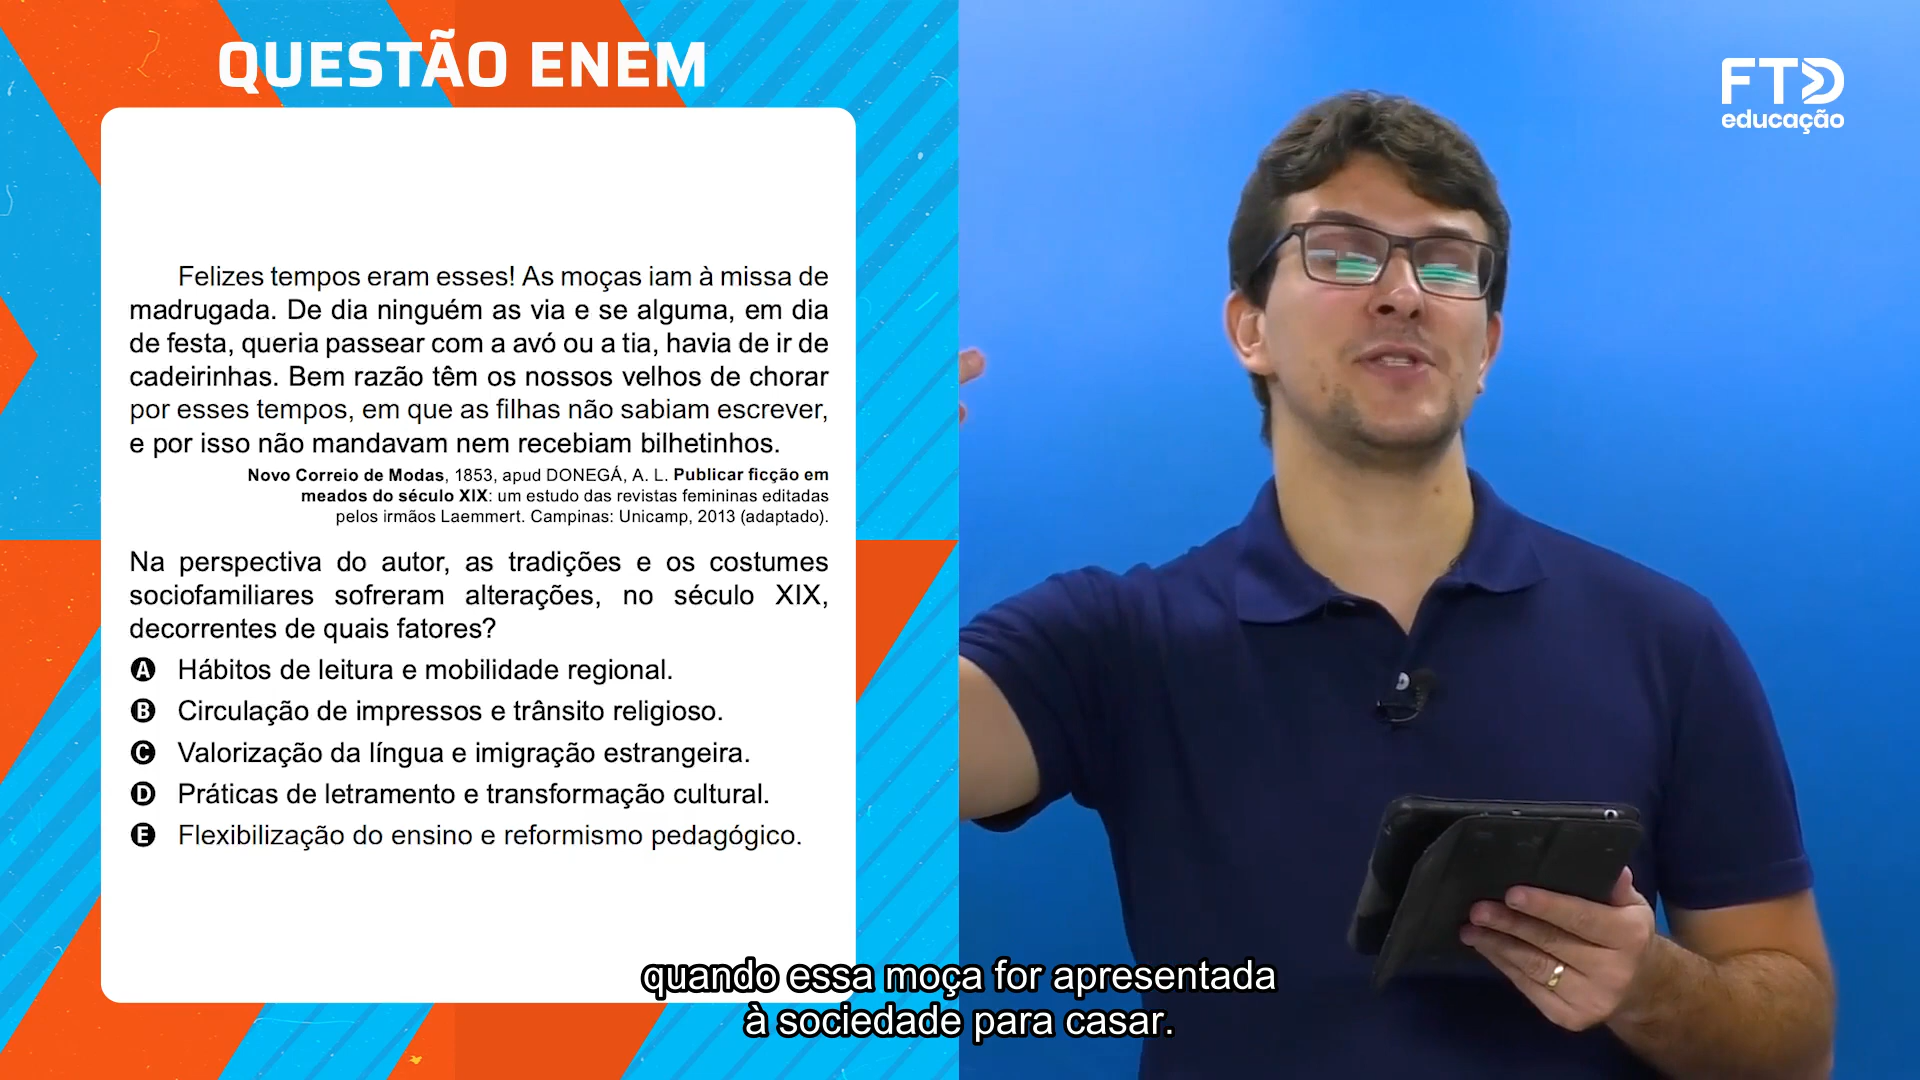 QUESTÃO ENEM
FTD
educação
Felizes tempos eram esses! As moças iam à missa de
madrugada. De dia ninguém as via e se alguma, em dia
de festa, queria passear com a avó ou a tia, havia de ir de
cadeirinhas. Bem razão têm os nossos velhos de chorar
por esses tempos, em que as filhas não sabiam escrever,
e por isso não mandavam nem recebiam bilhetinhos.
Novo Correio de Modas, 1853, apud DONEGÁ, A. L. Publicar ficção em
meados do século XIX: um estudo das revistas femininas editadas
pelos irmãos Laemmert. Campinas: Unicamp, 2013 (adaptado).
Na perspectiva do autor, as tradições e os costumes
sociofamiliares sofreram alterações, no século XIX,
decorrentes de quais fatores?
A Hábitos de leitura e mobilidade regional.
B Circulação de impressos e trânsito religioso.
C Valorização da língua e imigração estrangeira.
D Práticas de letramento e transformação cultural.
E Flexibilização do ensino e reformismo pedagógico.
quando essa moça for apresentada
à sociedade para casar.